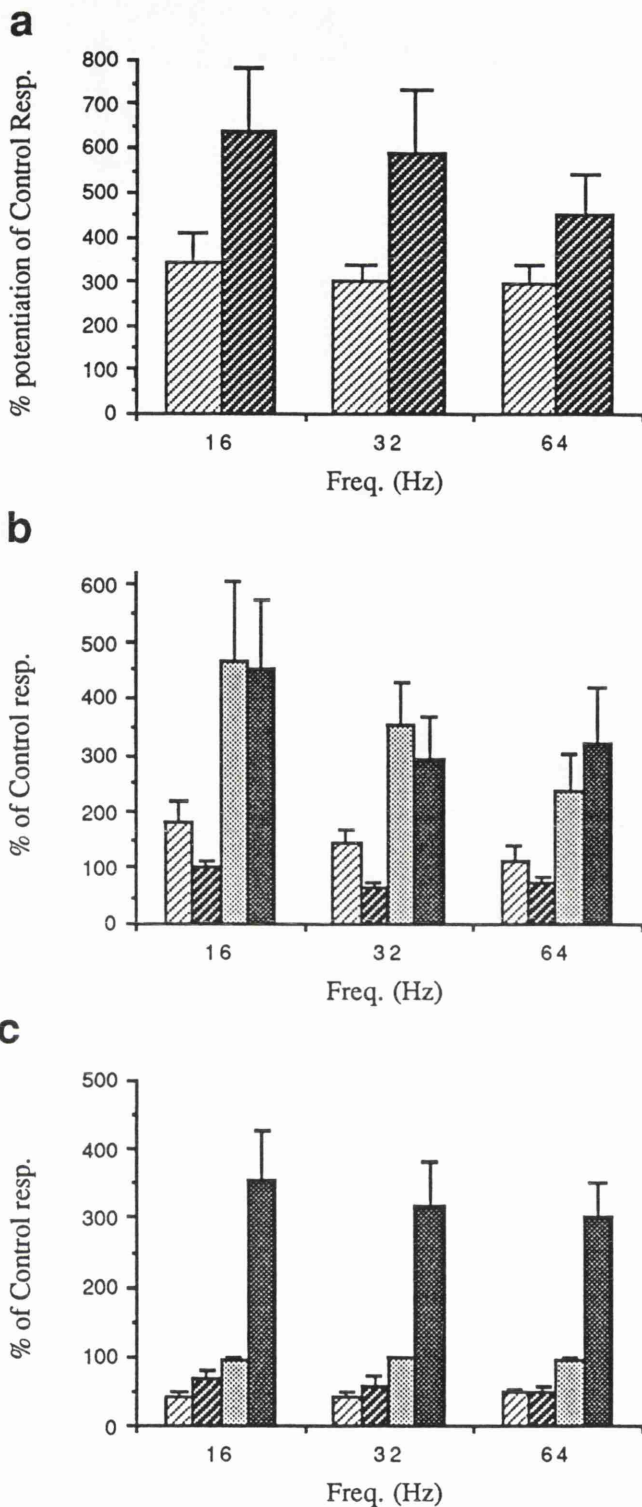 a
% potentiation of Control Resp.
800
700
600
500
400
300
200
100
0
16 32 64
Freq. (Hz)
b
% of Control resp.
600
500
400
300
200
100
0
16 32 64
Freq. (Hz)
c
% of Control resp.
500
400
300
200
100
0
16 32 64
Freq. (Hz)